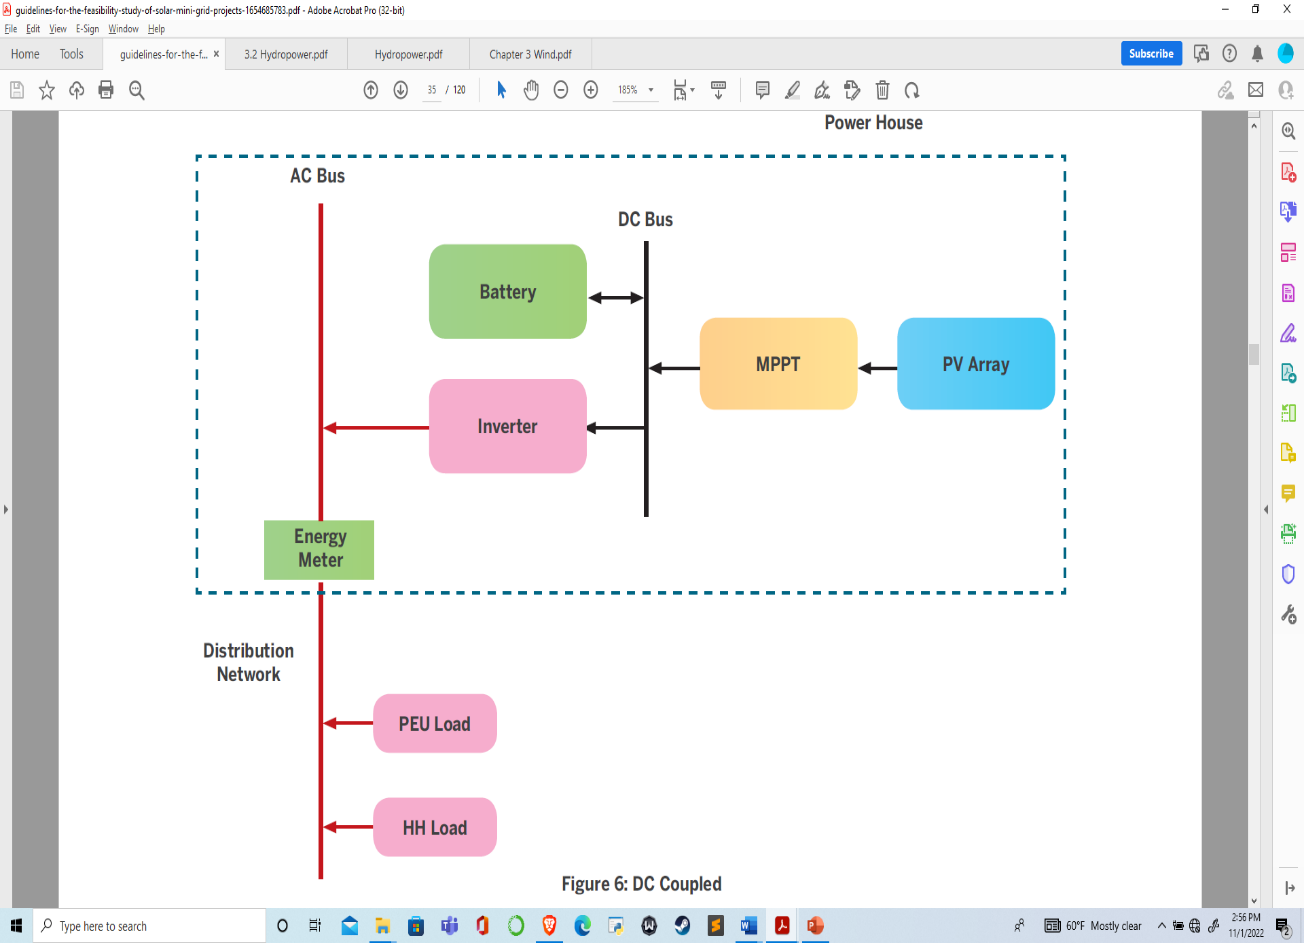 guidelines-for-the-feasibility-study-of-solar-mini-grid-projects-1654685783.pdf - Adobe Acrobat Pro (32-bit)
File Edit View E-Sign Window Help
Home Tools guidelines-for-the-f... × 3.2 Hydropower.pdf Hydropower.pdf Chapter 3 Wind.pdf Subscribe
35 / 120 185%
Power House
AC Bus
DC Bus
Battery
MPPT
PV Array
Inverter
Energy
Meter
Distribution
Network
PEU Load
HH Load
Figure 6: DC Coupled
Type here to search
60°F Mostly clear
2:56 PM
11/1/2022
2